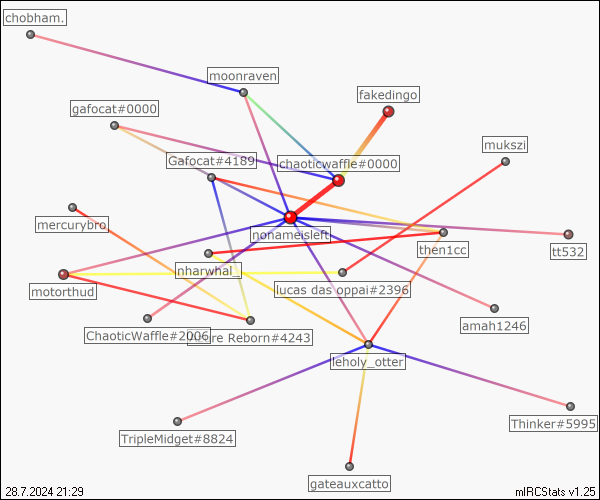 chobham.
moonraven
fakedingo
gafocat#0000
mukszi
Gafocat#4189
chaoticwaffle#0000
mercurybro
nonameisleft
then1cc
tt532
nharwhal_
motorthud
lucas das oppai#2396
amah1246
ChaoticWaffle#2006
Reborn#4243
leholy_otter
Thinker#5995
TripleMidget#8824
gateauxcatto
28.7.2024 21:29
mIRCStats v1.25